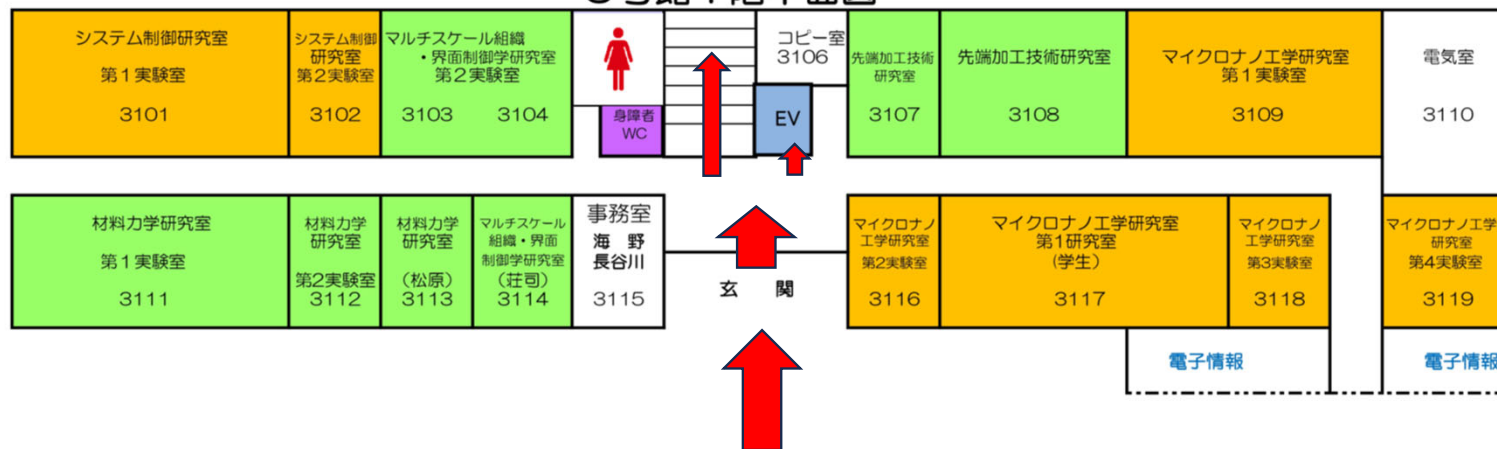 システム制御研究室
第1実験室
3101
システム制御
研究室
第2実験室
3102
マルチスケール組織
・界面制御学研究室
第2実験室
3103 3104
身障者
WC
コピー室
3106
EV
先端加工技術
研究室
3107
先端加工技術研究室
3108
マイクロナノ工学研究室
第1実験室
3109
電気室
3110
材料力学研究室
第1実験室
3111
材料力学
研究室
第2実験室
3112
材料力学
研究室
(松原)
3113
マルチスケール
組織・界面
制御学研究室
(荘司)
3114
事務室
海 野
長谷川
3115
玄 関
マイクロナノ
工学研究室
第2実験室
3116
マイクロナノ工学研究室
第1研究室
(学生)
3117
マイクロナノ
工学研究室
第3実験室
3118
マイクロナノ工学
研究室
第4実験室
3119
電子情報
電子情報